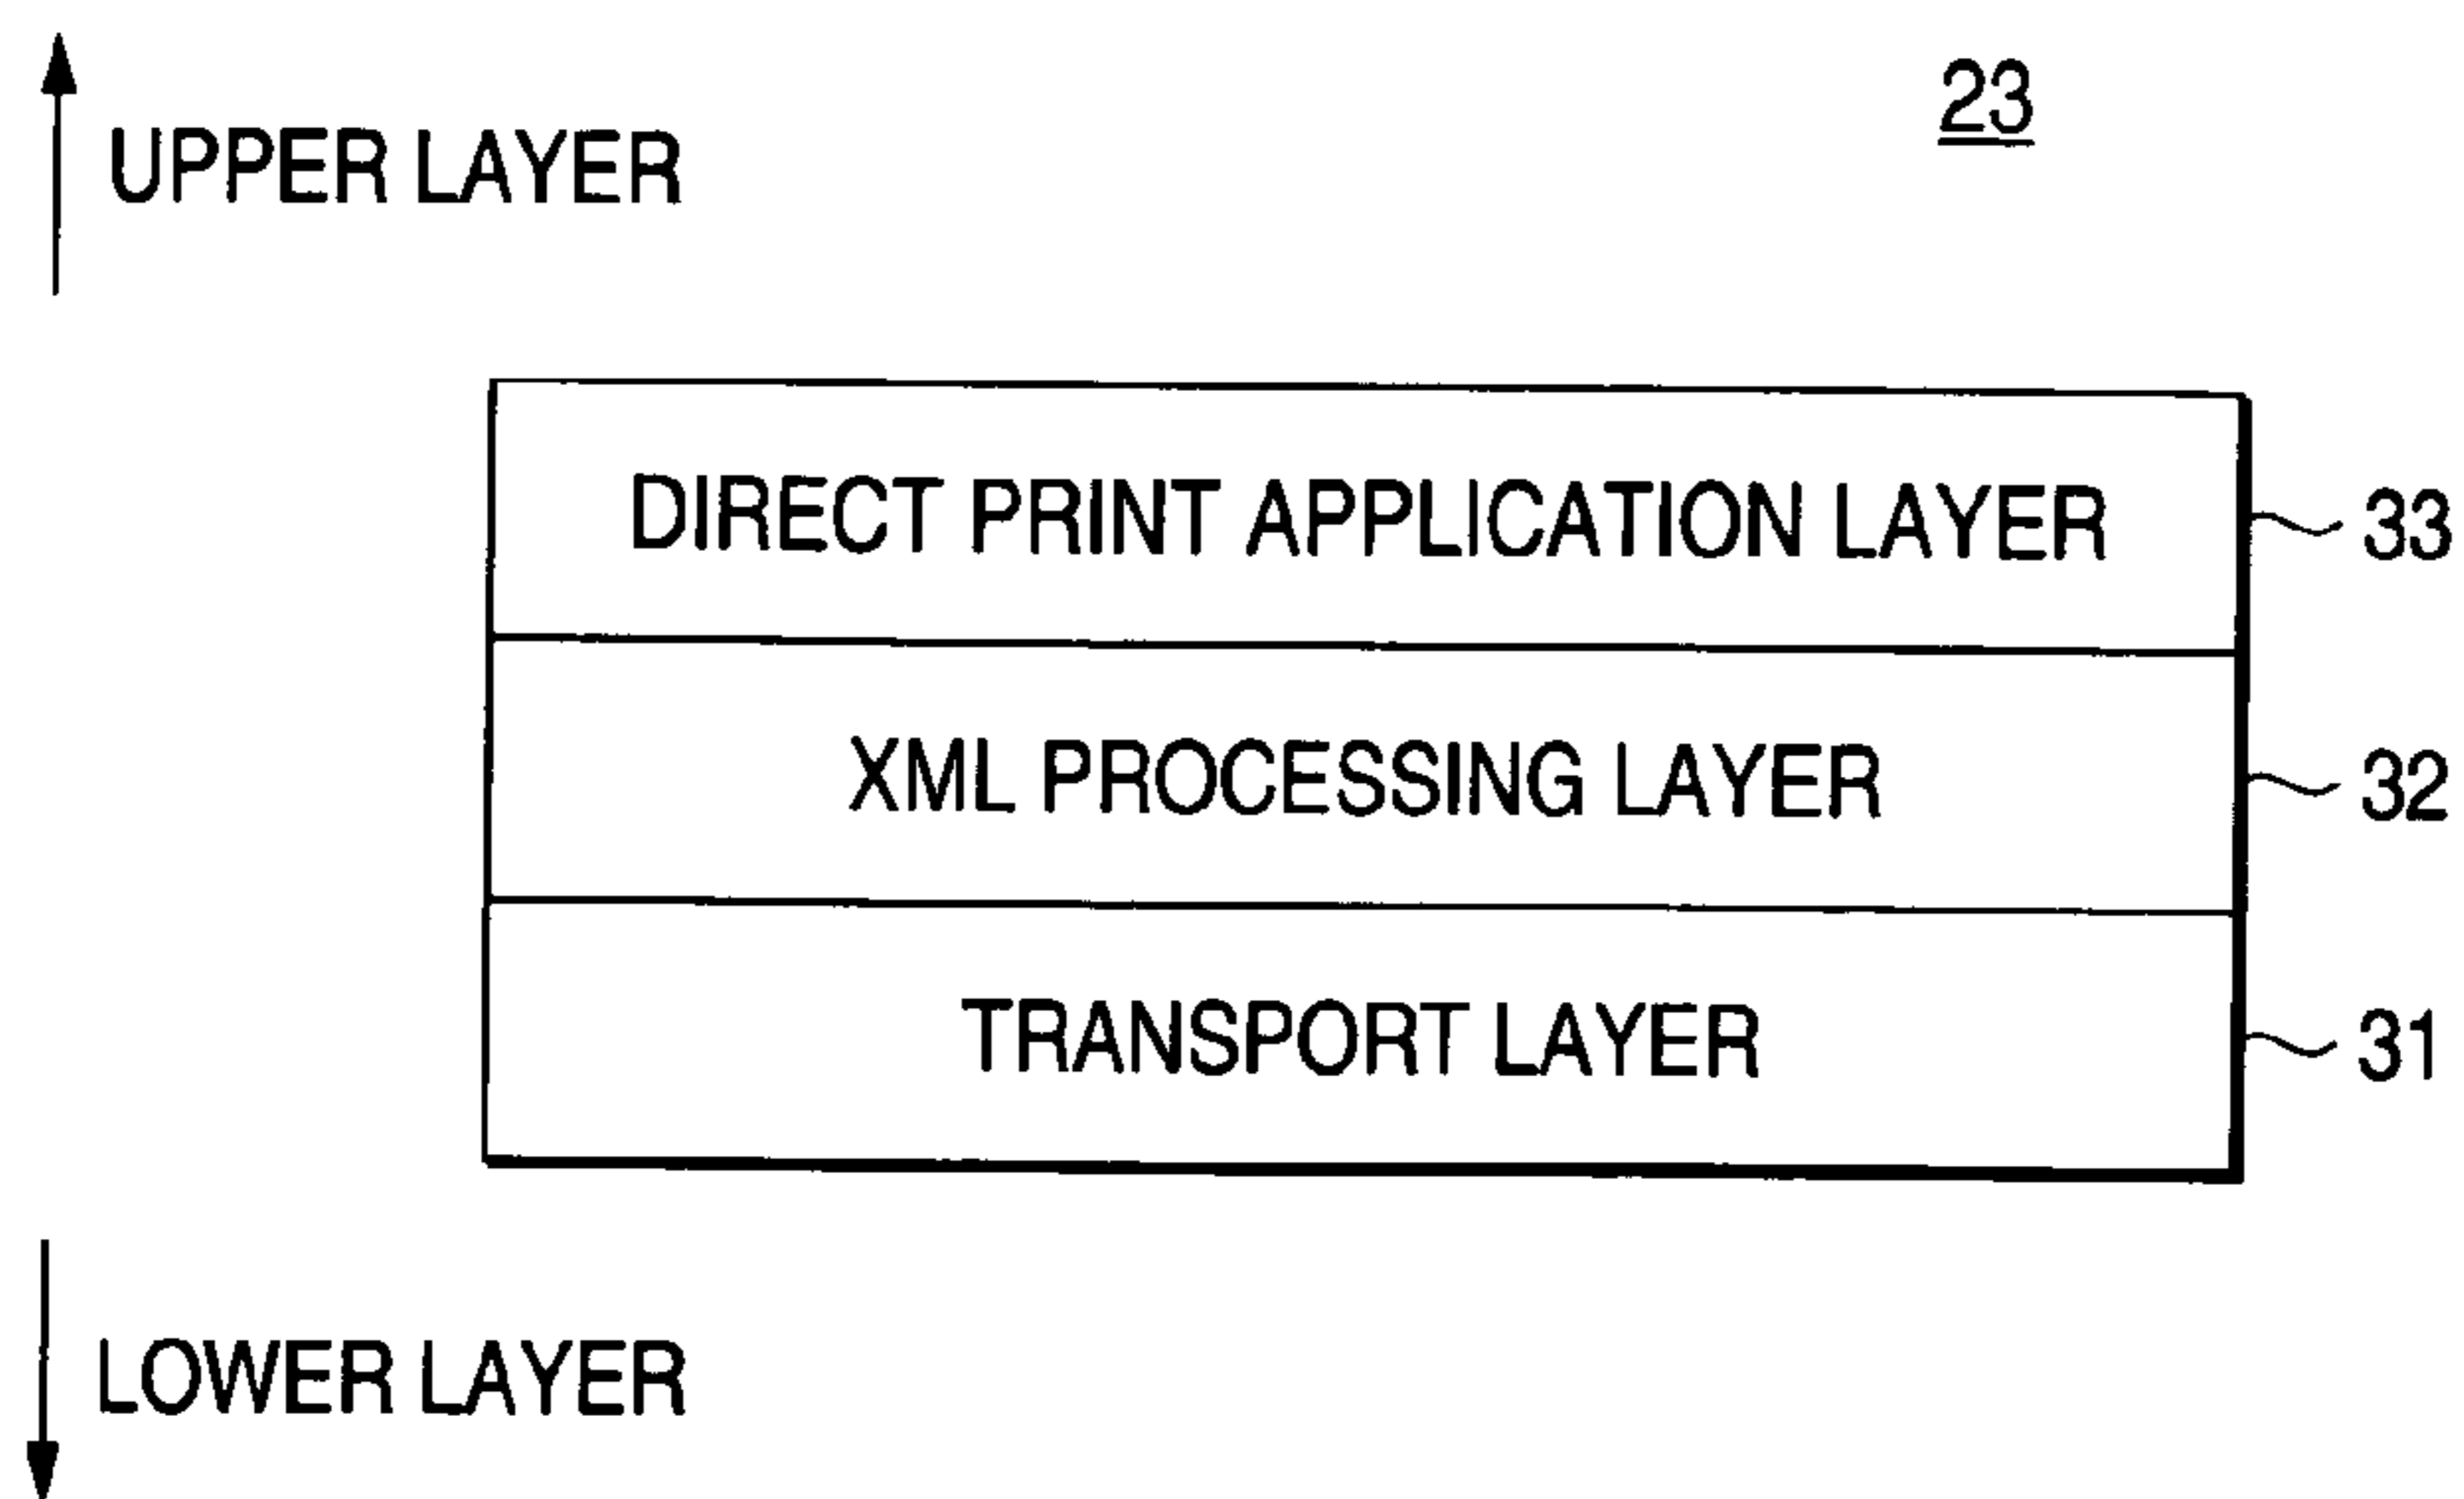 23
UPPER LAYER
DIRECT PRINT APPLICATION LAYER
33
XML PROCESSING LAYER
32
TRANSPORT LAYER
31
LOWER LAYER